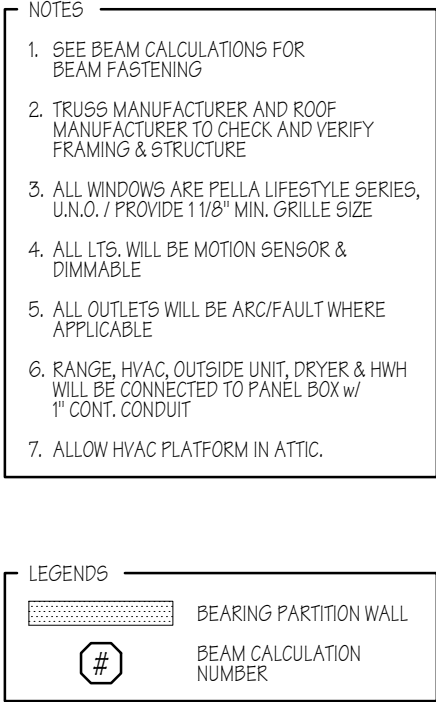 NOTES
1. SEE BEAM CALCULATIONS FOR
BEAM FASTENING
2. TRUSS MANUFACTURER AND ROOF
MANUFACTURER TO CHECK AND VERIFY
FRAMING & STRUCTURE
3. ALL WINDOWS ARE PELLA LIFESTYLE SERIES,
U.N.O. / PROVIDE 1 1/8" MIN. GRILLE SIZE
4. ALL LTS. WILL BE MOTION SENSOR &
DIMMABLE
5. ALL OUTLETS WILL BE ARC/FAULT WHERE
APPLICABLE
6. RANGE, HVAC, OUTSIDE UNIT, DRYER & HWH
WILL BE CONNECTED TO PANEL BOX w/
1" CONT. CONDUIT
7. ALLOW HVAC PLATFORM IN ATTIC.
LEGENDS
BEARING PARTITION WALL
# BEAM CALCULATION
NUMBER